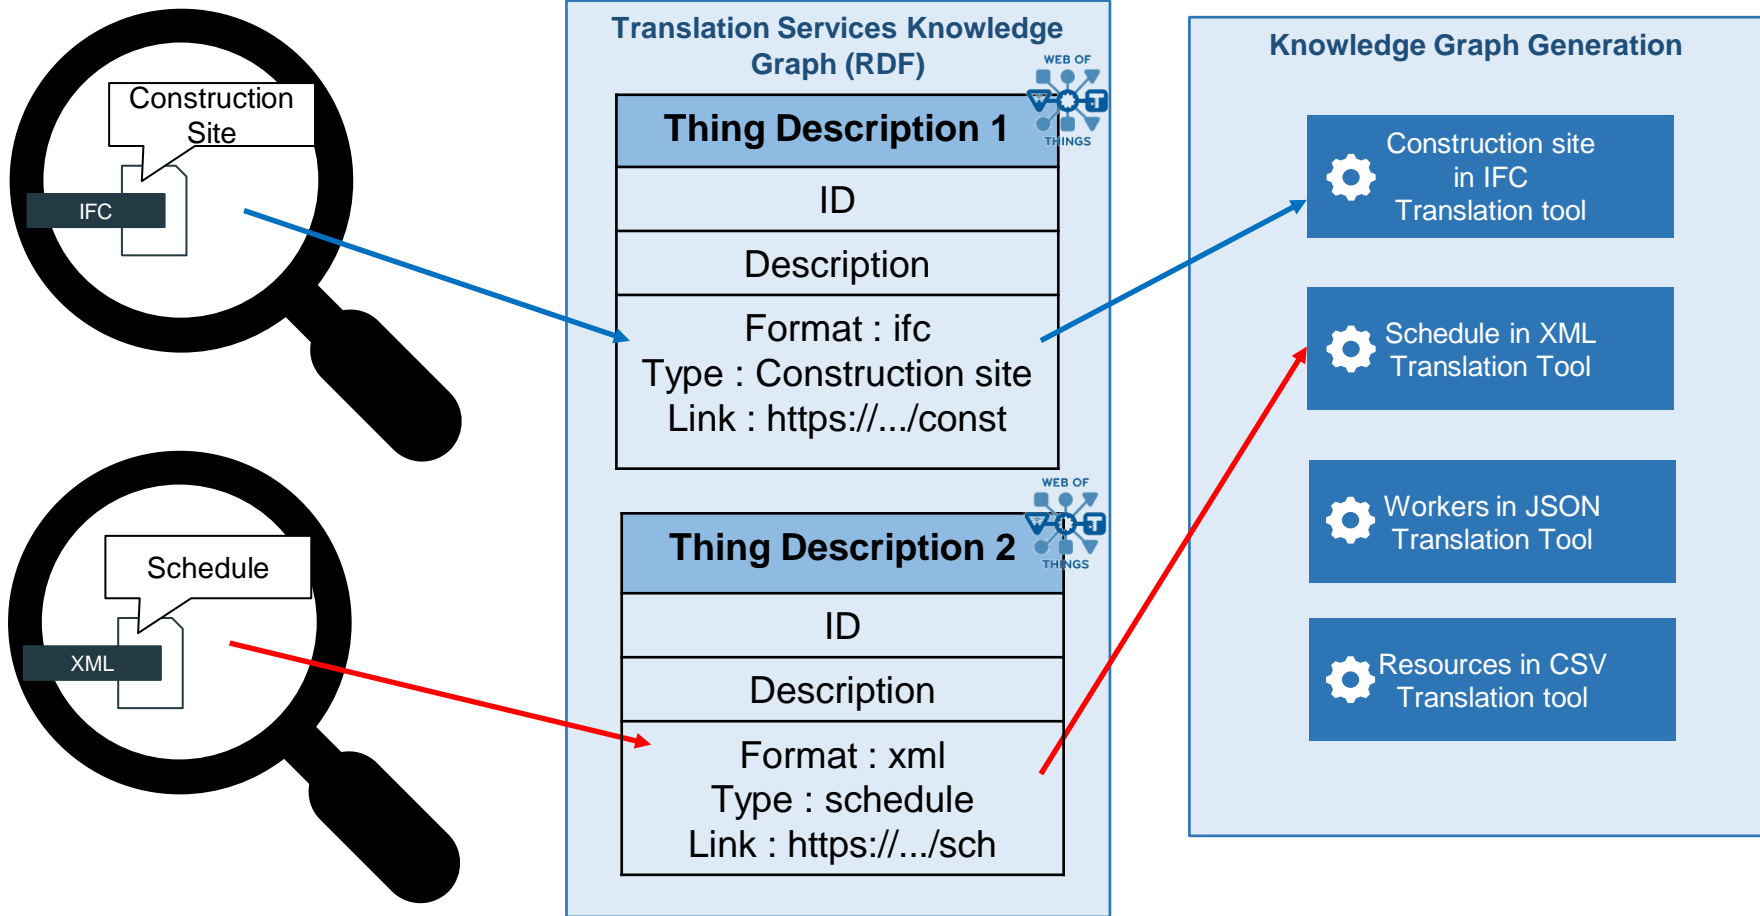 Construction
Site
IFC
Schedule
XML
Translation Services Knowledge
Graph (RDF)
WEB OF
W T
THINGS
Thing Description 1
ID
Description
Format : ifc
Type : Construction site
Link : https://.../const
WEB OF
W T
THINGS
Thing Description 2
ID
Description
Format : xml
Type : schedule
Link : https://.../sch
Knowledge Graph Generation
Construction site
in IFC
Translation tool
Schedule in XML
Translation Tool
Workers in JSON
Translation Tool
Resources in CSV
Translation tool